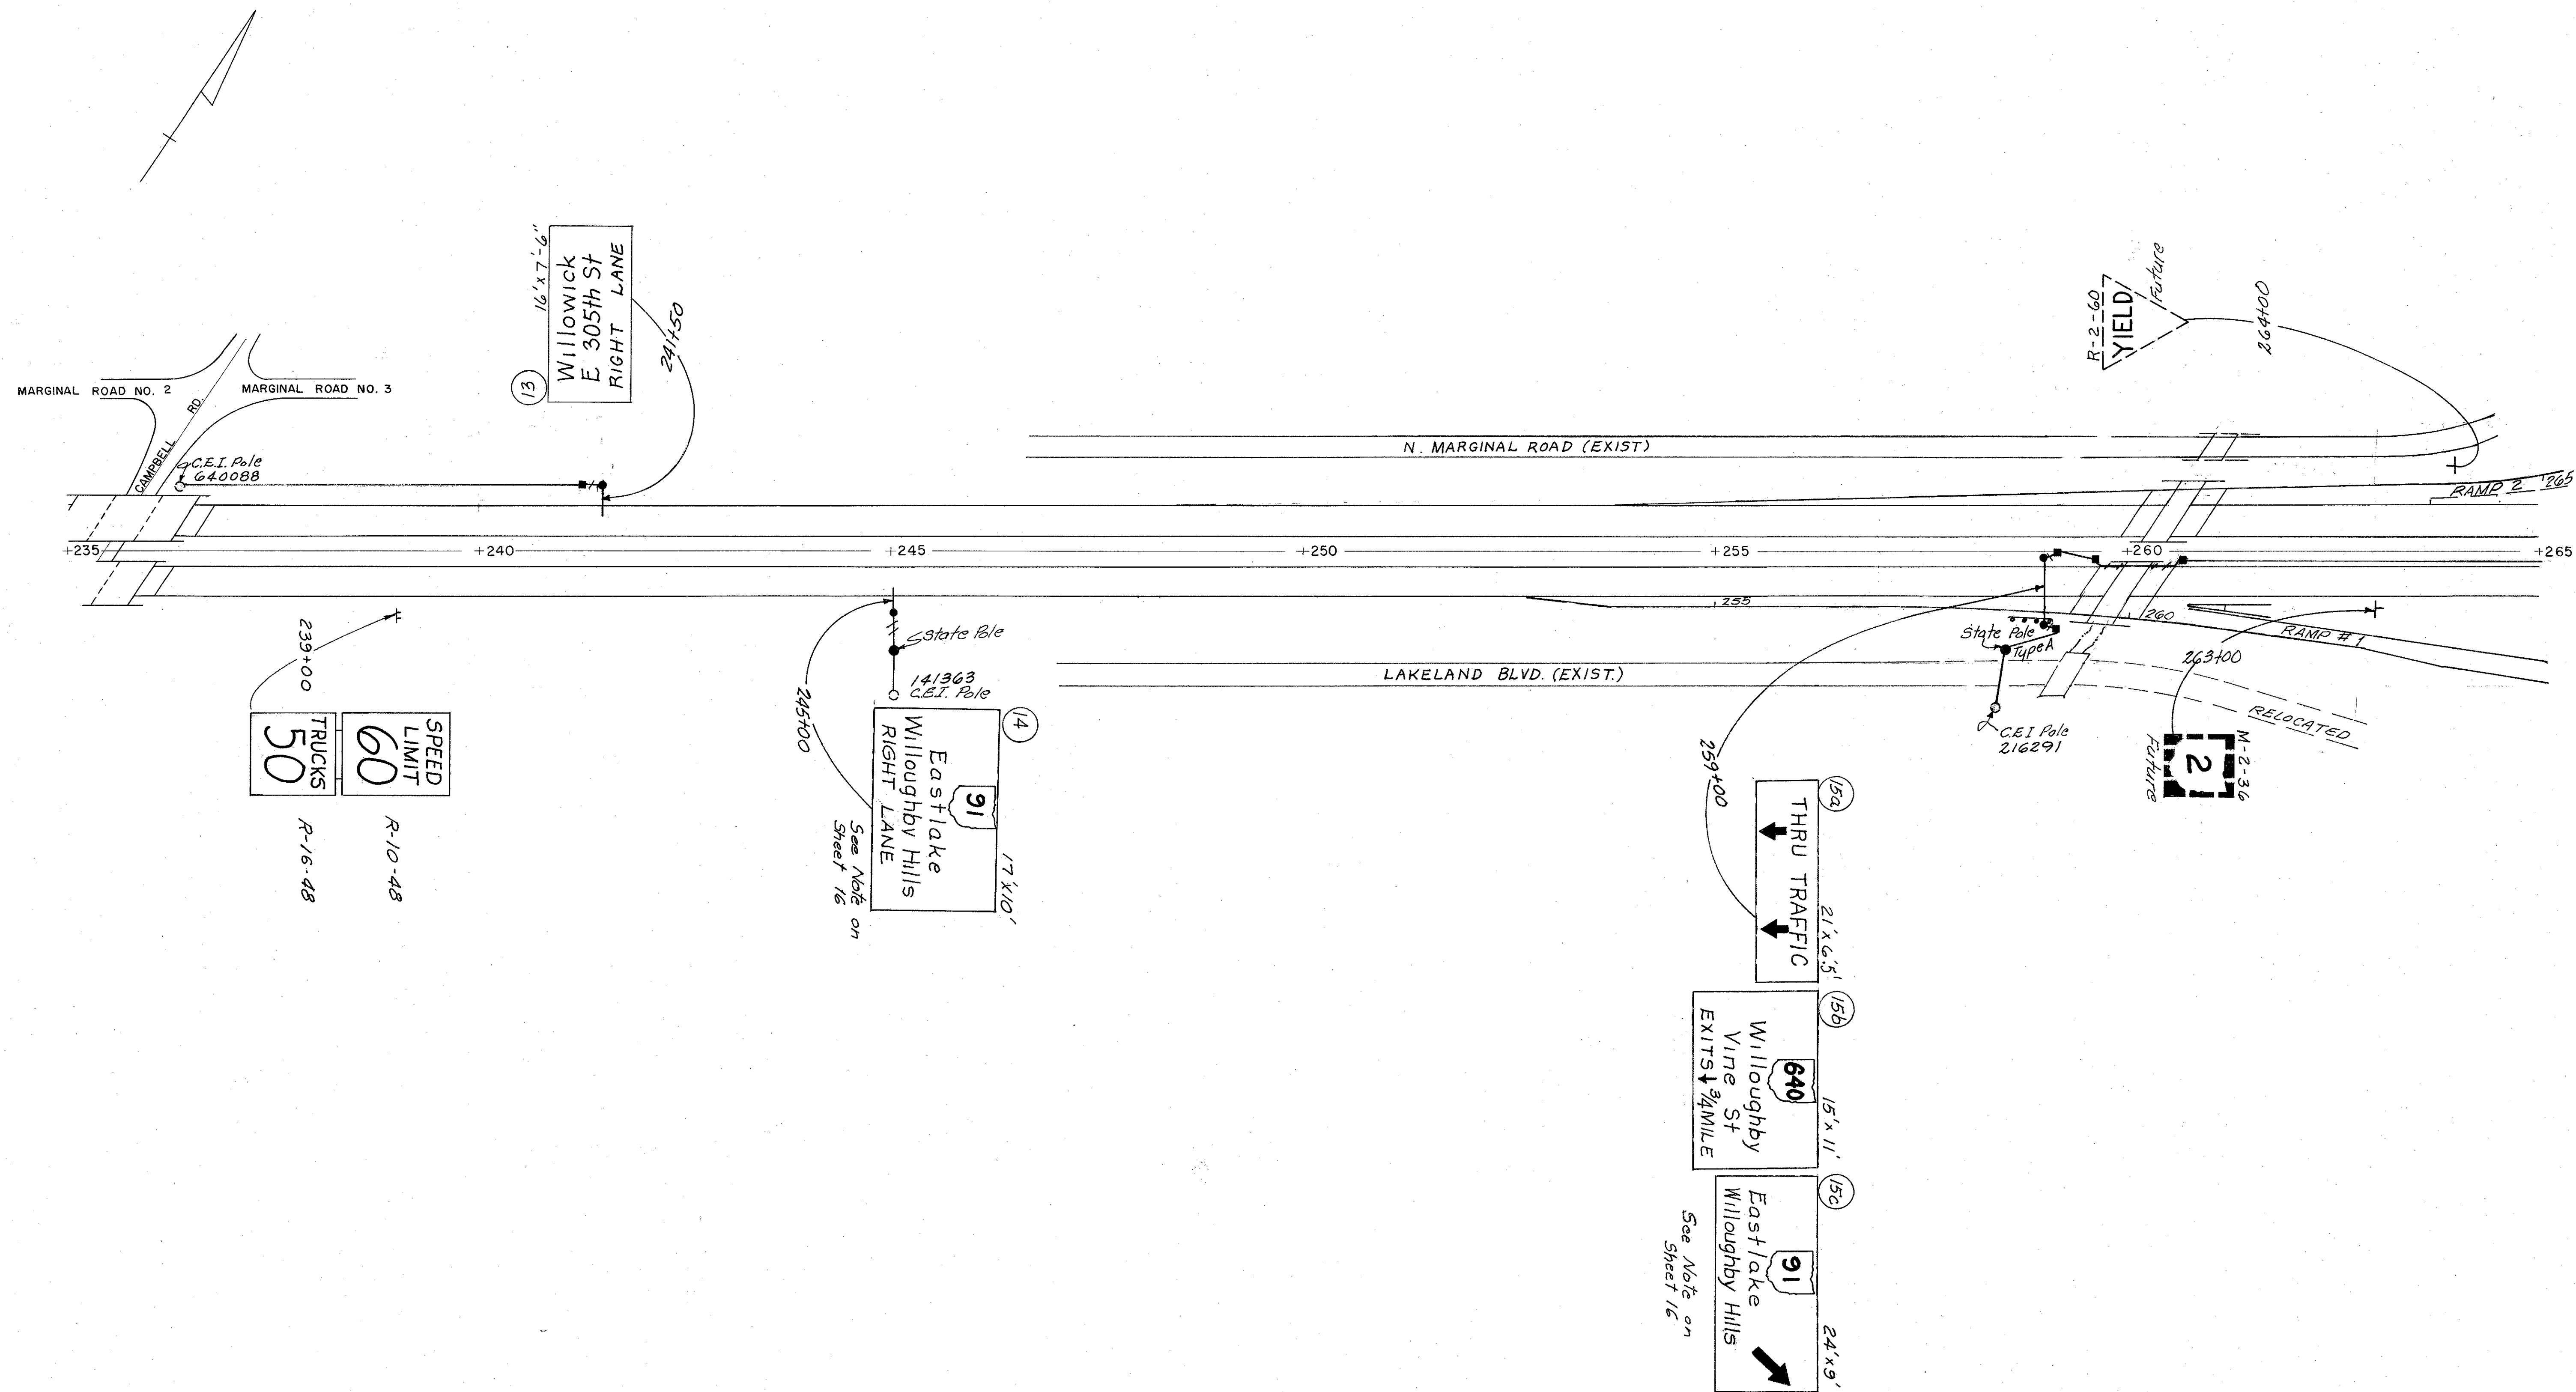 16' x 7'-6"
Willowick
E 305th St
RIGHT LANE
13
241+50
MARGINAL ROAD NO. 2
MARGINAL ROAD NO. 3
CAMPBELL RD.
C.E.I. Pole
640088
N. MARGINAL ROAD (EXIST)
R-2-60
YIELD
Future
264+00
RAMP 2
265
+235
+240
+245
+250
+255
+260
+265
255
260
RAMP # 1
239+00
SPEED
LIMIT
60
TRUCKS
50
R-10-48
R-16-48
State Pole
141363
C.E.I. Pole
245+00
14
91
Eastlake
Willoughby Hills
RIGHT LANE
17'x10'
See Note on
Sheet 16
LAKELAND BLVD. (EXIST.)
State Pole
Type A
C.E.I Pole
216291
263+00
RELOCATED
M-2-36
2
Future
259+00
15a
THRU TRAFFIC
21'x6.5'
15b
640
Willoughby
Vine St
EXITS 3/4 MILE
15'x11'
15c
91
Eastlake
Willoughby Hills
24'x9'
See Note on
Sheet 16